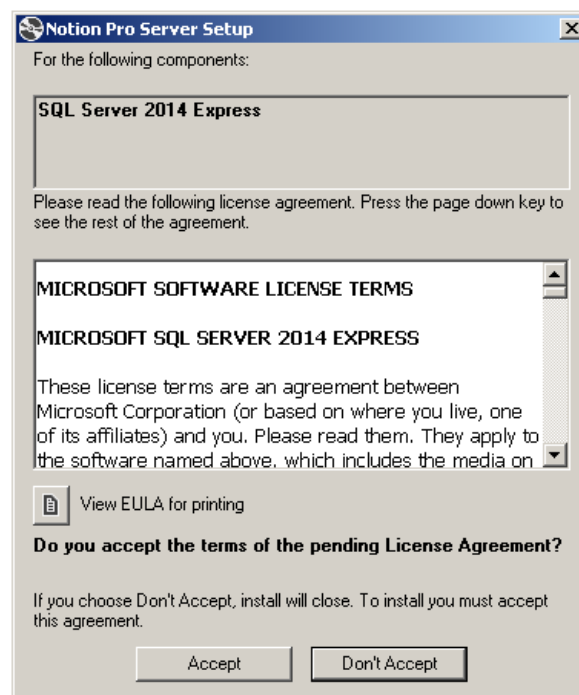 Notion Pro Server Setup
For the following components:
SQL Server 2014 Express
Please read the following license agreement. Press the page down key to
see the rest of the agreement.
MICROSOFT SOFTWARE LICENSE TERMS
MICROSOFT SQL SERVER 2014 EXPRESS
These license terms are an agreement between
Microsoft Corporation (or based on where you live, one
of its affiliates) and you. Please read them. They apply to
the software named above, which includes the media on
View EULA for printing
Do you accept the terms of the pending License Agreement?
If you choose Don't Accept, install will close. To install you must accept
this agreement.
Accept
Don't Accept